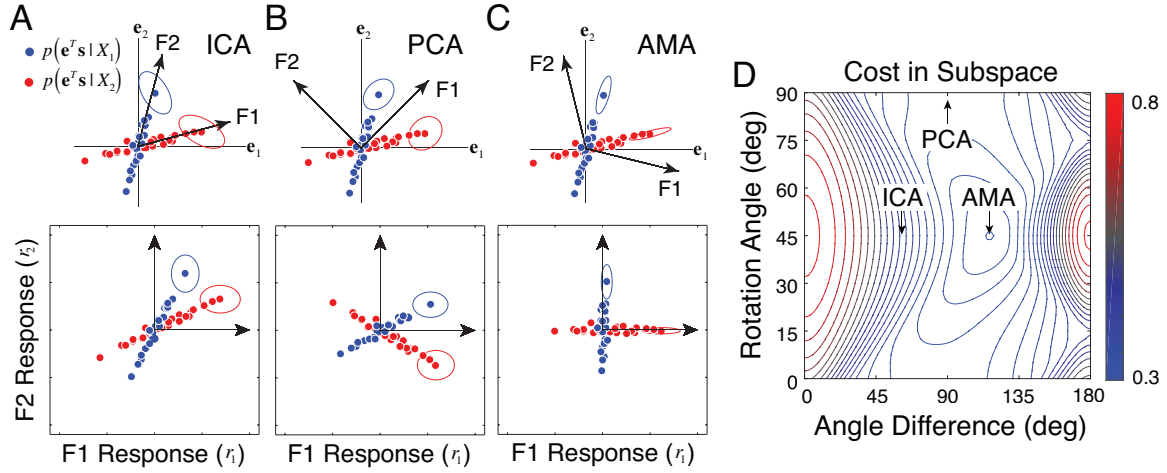 A
ICA
e₂
F2
F1
e₁
p(eᵀs | X₁)
p(eᵀs | X₂)
B
PCA
e₂
F2
F1
e₁
C
AMA
e₂
F2
F1
e₁
D
Cost in Subspace
Rotation Angle (deg)
90
75
60
45
30
15
0
PCA
ICA
AMA
0
45
90
135
180
Angle Difference (deg)
0.8
0.3
F2 Response (r₂)
F1 Response (r₁)
F1 Response (r₁)
F1 Response (r₁)